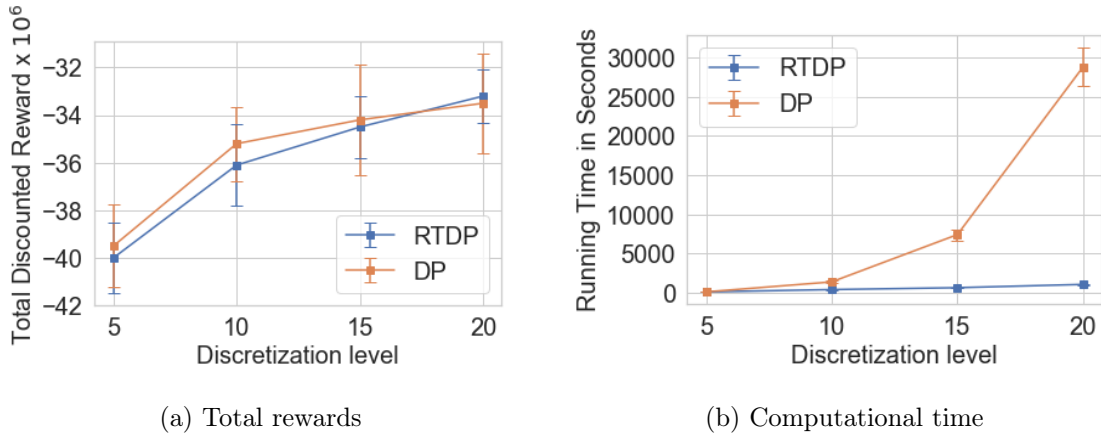 Total Discounted Reward x 10⁶
−32
−34
−36
−38
−40
−42
5 10 15 20
Discretization level
RTDP
DP
(a) Total rewards
Running Time in Seconds
30000
25000
20000
15000
10000
5000
0
5 10 15 20
Discretization level
RTDP
DP
(b) Computational time